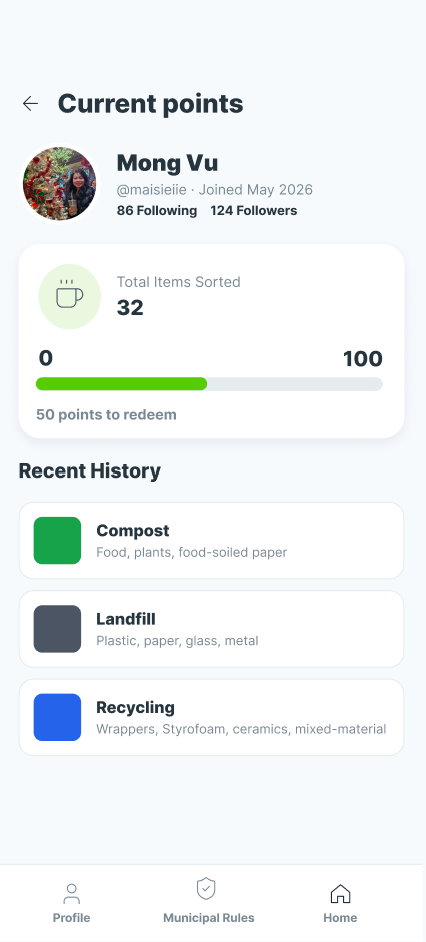 Current points
Mong Vu
@maisieiie · Joined May 2026
86 Following 124 Followers
Total Items Sorted
32
0 100
50 points to redeem
Recent History
Compost
Food, plants, food-soiled paper
Landfill
Plastic, paper, glass, metal
Recycling
Wrappers, Styrofoam, ceramics, mixed-material
Profile Municipal Rules Home